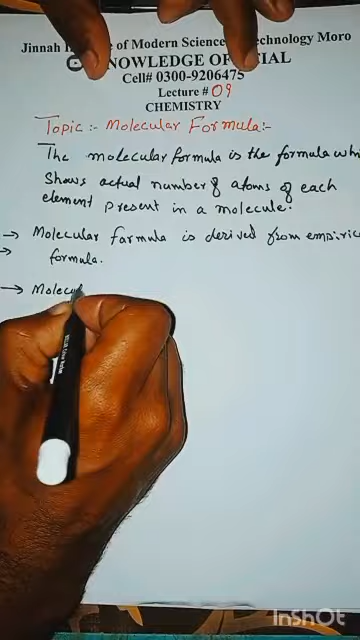 Jinnah of Modern Science Technology Moro
NOWLEDGE OF IAL
Cell# 0300-9206475
Lecture # 09
CHEMISTRY
Topic :- Molecular Formula:-
The molecular formula is the formula whi
Shows actual number of atoms of each
element present in a molecule.
→ Molecular farmula is derived from empiric
→ formula.
→ Molecu
InShOt